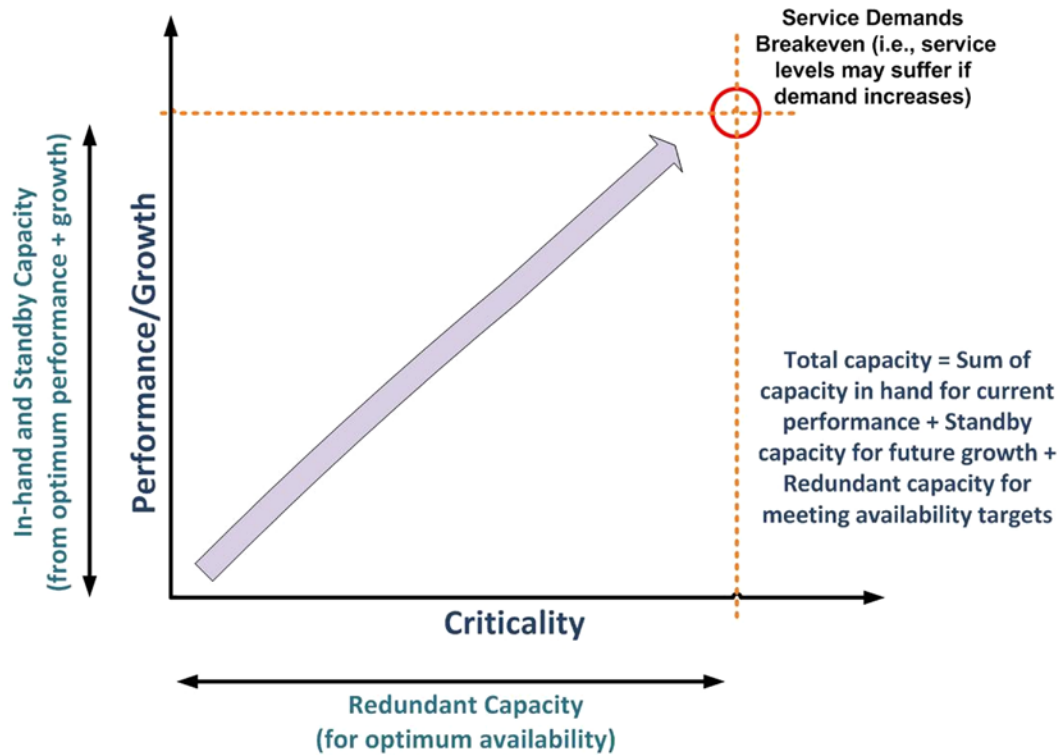 Service Demands
Breakeven (i.e., service
levels may suffer if
demand increases)
In-hand and Standby Capacity
(from optimum performance + growth)
Performance/Growth
Total capacity = Sum of
capacity in hand for current
performance + Standby
capacity for future growth +
Redundant capacity for
meeting availability targets
Criticality
Redundant Capacity
(for optimum availability)